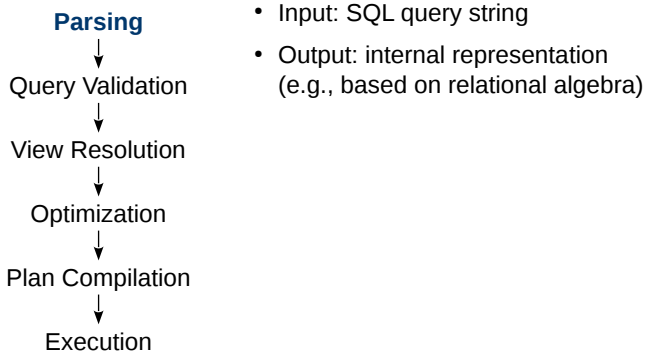 Parsing
Query Validation
View Resolution
Optimization
Plan Compilation
Execution
• Input: SQL query string
• Output: internal representation
(e.g., based on relational algebra)